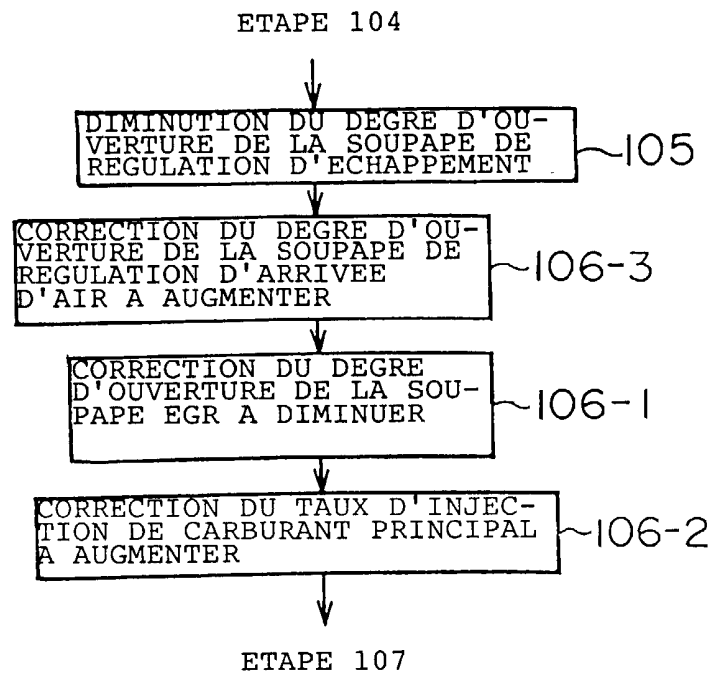 ETAPE 104
DIMINUTION DU DEGRE D'OU-
VERTURE DE LA SOUPAPE DE
REGULATION D'ECHAPPEMENT
105
CORRECTION DU DEGRE D'OU-
VERTURE DE LA SOUPAPE DE
REGULATION D'ARRIVEE
D'AIR A AUGMENTER
106-3
CORRECTION DU DEGRE
D'OUVERTURE DE LA SOU-
PAPE EGR A DIMINUER
106-1
CORRECTION DU TAUX D'INJEC-
TION DE CARBURANT PRINCIPAL
A AUGMENTER
106-2
ETAPE 107